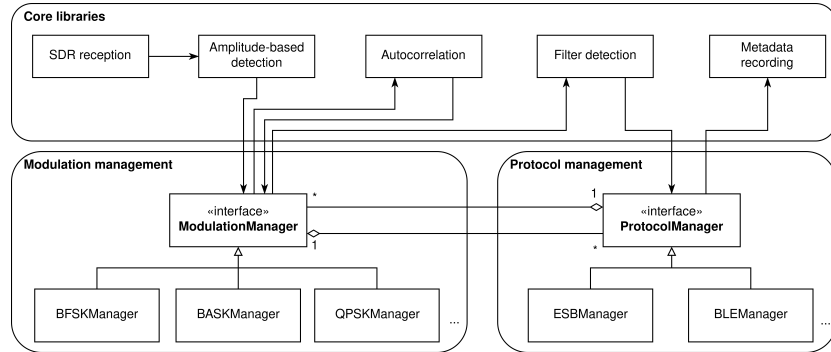 Core libraries
SDR reception
Amplitude-based
detection
Autocorrelation
Filter detection
Metadata
recording
Modulation management
«interface»
ModulationManager
*
1
BFSKManager
BASKManager
QPSKManager
...
Protocol management
1
*
«interface»
ProtocolManager
ESBManager
BLEManager
...